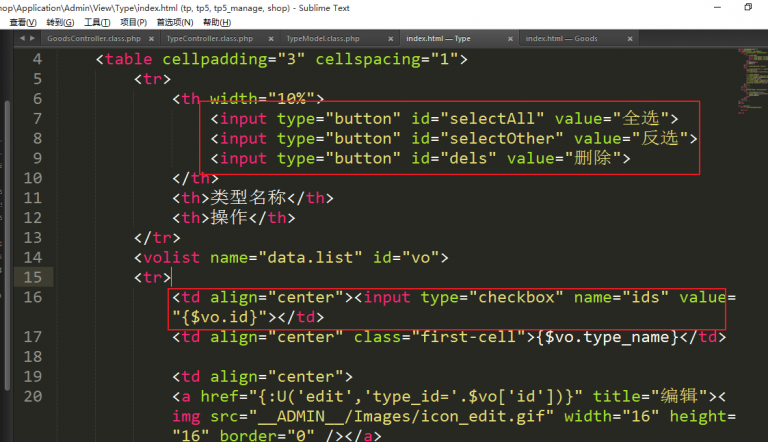 hop\Application\Admin\View\Type\index.html (tp, tp5, tp5_manage, shop) - Sublime Text
查看(V) 转到(G) 工具(T) 项目(P) 首选项(N) 帮助(H)
GoodsController.class.php × TypeController.class.php × TypeModel.class.php × index.html — Type × index.html — Goods ×
4 <table cellpadding="3" cellspacing="1">
5 <tr>
6 <th width="10%">
7 <input type="button" id="selectAll" value="全选">
8 <input type="button" id="selectOther" value="反选">
9 <input type="button" id="dels" value="删除">
10 </th>
11 <th>类型名称</th>
12 <th>操作</th>
13 </tr>
14 <volist name="data.list" id="vo">
15 <tr>
16 <td align="center"><input type="checkbox" name="ids" value=
"{$vo.id}"></td>
17 <td align="center" class="first-cell">{$vo.type_name}</td>
18
19 <td align="center">
20 <a href="{:U('edit','type_id='.$vo['id'])}" title="编辑"><
img src="__ADMIN__/Images/icon_edit.gif" width="16" height=
"16" border="0" /></a>